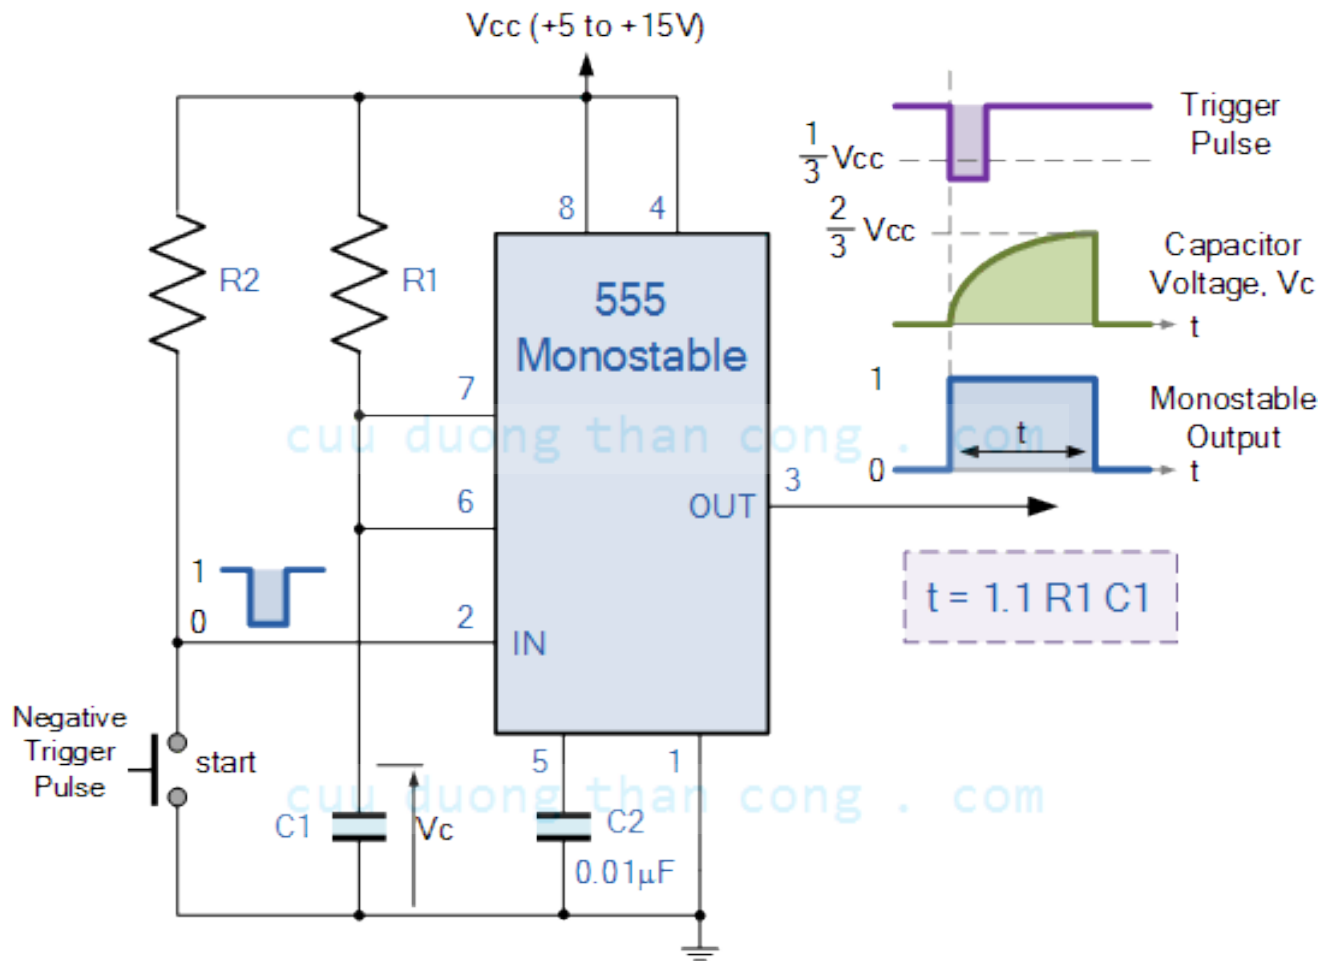 Vcc (+5 to +15V)
Trigger
Pulse
1
3 Vcc
2
3 Vcc
Capacitor
Voltage, Vc
t
8
4
R2
R1
555
Monostable
7
1
Monostable
Output
t
0
t
cuu duong than cong . com
6
OUT
3
1
0
2
IN
t = 1.1 R1 C1
Negative
Trigger
Pulse
start
5
1
cuu duong than cong . com
C1
Vc
C2
0.01µF